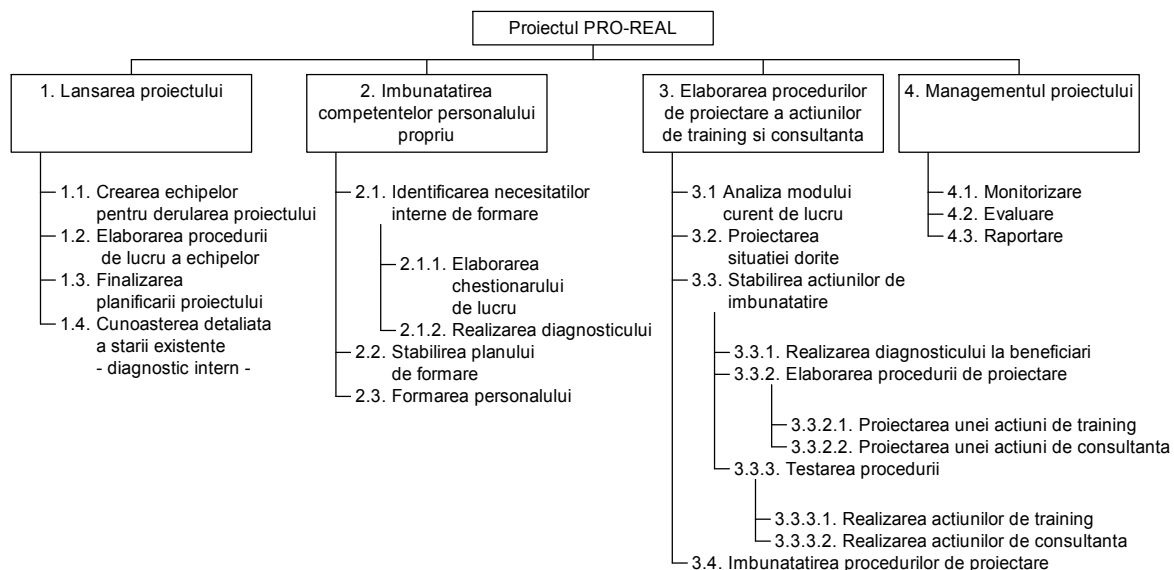 Proiectul PRO-REAL
1. Lansarea proiectului
2. Imbunatatirea
competentelor personalului
propriu
3. Elaborarea procedurilor
de proiectare a actiunilor
de training si consultanta
4. Managementul proiectului
1.1. Crearea echipelor
pentru derularea proiectului
1.2. Elaborarea procedurii
de lucru a echipelor
1.3. Finalizarea
planificarii proiectului
1.4. Cunoasterea detaliata
a starii existente
- diagnostic intern -
2.1. Identificarea necesitatilor
interne de formare
2.1.1. Elaborarea
chestionarului
de lucru
2.1.2. Realizarea diagnosticului
2.2. Stabilirea planului
de formare
2.3. Formarea personalului
3.1 Analiza modului
curent de lucru
3.2. Proiectarea
situatiei dorite
3.3. Stabilirea actiunilor de
imbunatatire
3.3.1. Realizarea diagnosticului la beneficiari
3.3.2. Elaborarea procedurii de proiectare
3.3.2.1. Proiectarea unei actiuni de training
3.3.2.2. Proiectarea unei actiuni de consultanta
3.3.3. Testarea procedurii
3.3.3.1. Realizarea actiunilor de training
3.3.3.2. Realizarea actiunilor de consultanta
3.4. Imbunatatirea procedurilor de proiectare
4.1. Monitorizare
4.2. Evaluare
4.3. Raportare